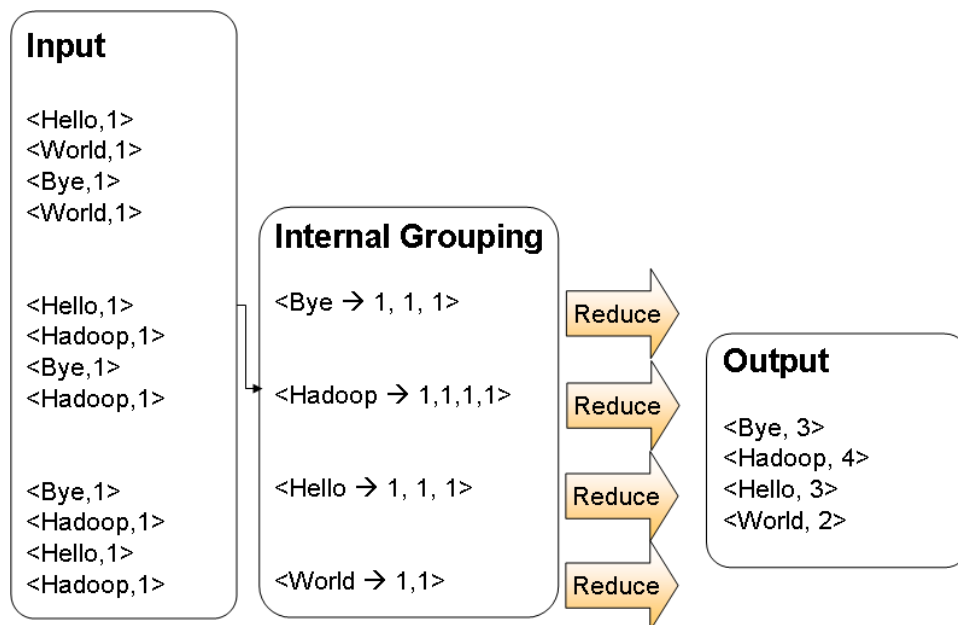 Input
<Hello,1>
<World,1>
<Bye,1>
<World,1>
<Hello,1>
<Hadoop,1>
<Bye,1>
<Hadoop,1>
<Bye,1>
<Hadoop,1>
<Hello,1>
<Hadoop,1>
Internal Grouping
<Bye → 1, 1, 1>
<Hadoop → 1,1,1,1>
<Hello → 1, 1, 1>
<World → 1,1>
Reduce
Reduce
Reduce
Reduce
Output
<Bye, 3>
<Hadoop, 4>
<Hello, 3>
<World, 2>